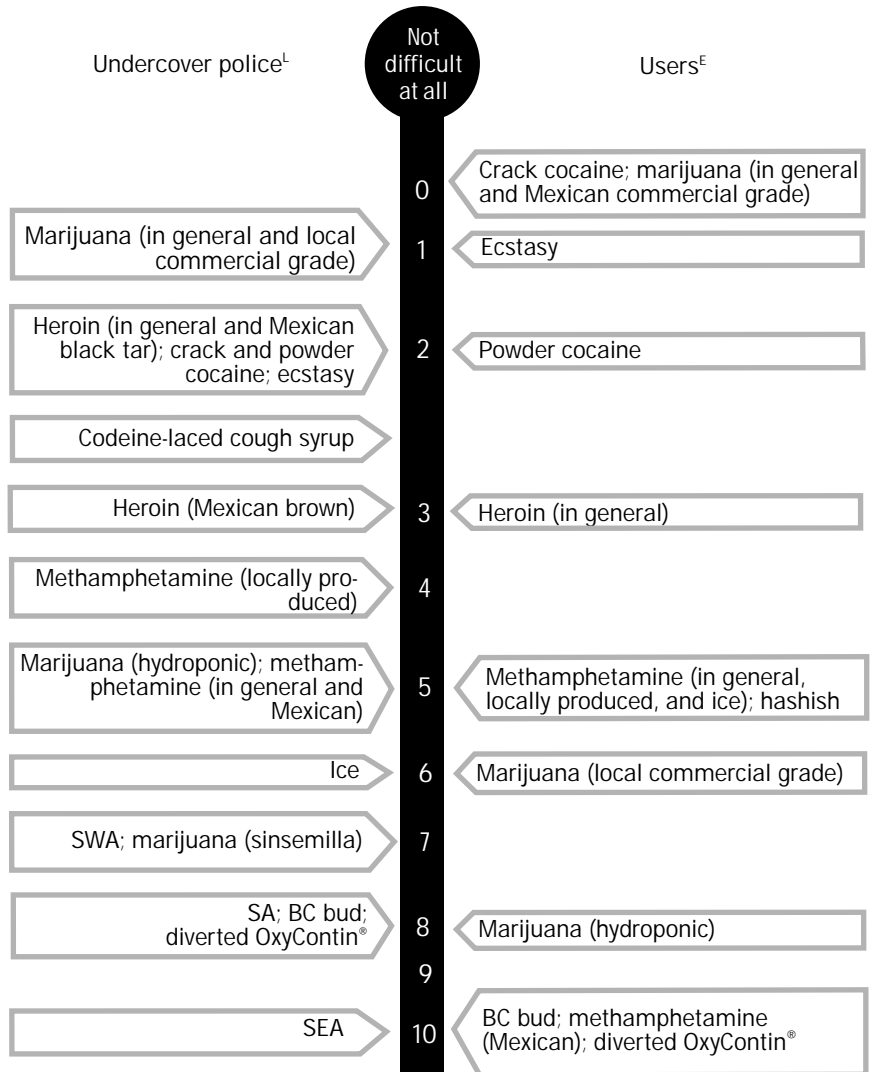 Undercover policeᴸ
Not
difficult
at all
Usersᴱ
0
Crack cocaine; marijuana (in general
and Mexican commercial grade)
Marijuana (in general and local
commercial grade)
1
Ecstasy
Heroin (in general and Mexican
black tar); crack and powder
cocaine; ecstasy
2
Powder cocaine
Codeine-laced cough syrup
Heroin (Mexican brown)
3
Heroin (in general)
Methamphetamine (locally pro-
duced)
4
Marijuana (hydroponic); metham-
phetamine (in general and
Mexican)
5
Methamphetamine (in general,
locally produced, and ice); hashish
Ice
6
Marijuana (local commercial grade)
SWA; marijuana (sinsemilla)
7
SA; BC bud;
diverted OxyContin®
8
Marijuana (hydroponic)
9
SEA
10
BC bud; methamphetamine
(Mexican); diverted OxyContin®